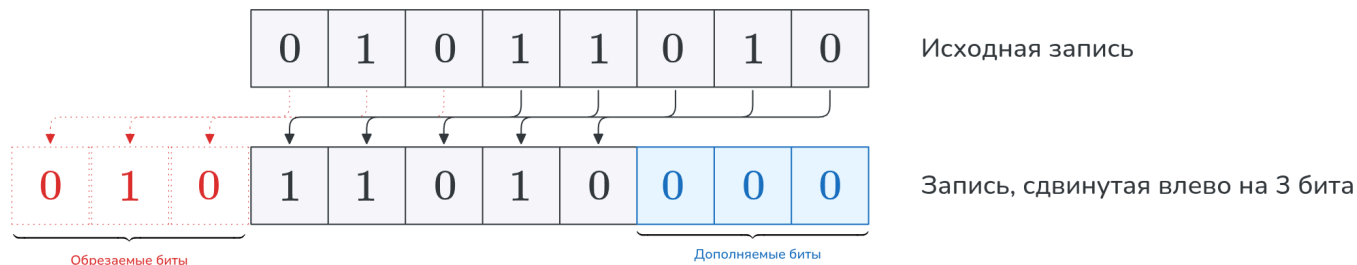 0 1 0 1 1 0 1 0 Исходная запись
0 1 0 1 1 0 1 0 0 0 0 Запись, сдвинутая влево на 3 бита
Обрезаемые биты Дополняемые биты